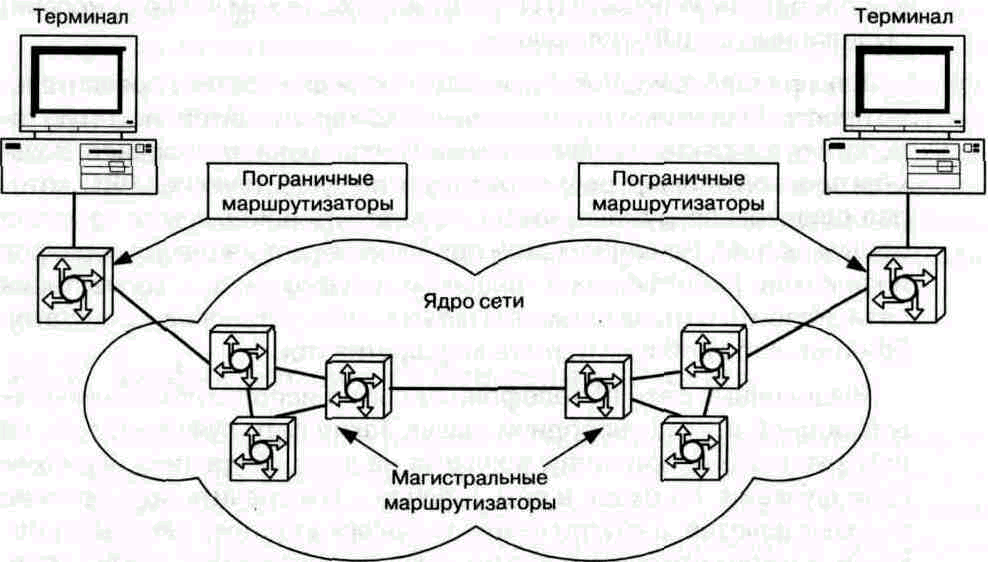 Терминал
Терминал
Пограничные
маршрутизаторы
Пограничные
маршрутизаторы
Ядро сети
Магистральные
маршрутизаторы